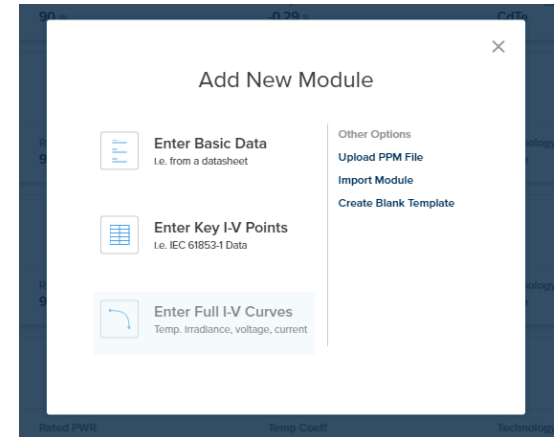 90 W
-0.29
CdTe
Add New Module
Enter Basic Data
I.e. from a datasheet
Enter Key I-V Points
I.e. IEC 61853-1 Data
Enter Full I-V Curves
Temp. irradiance, voltage, current
Other Options
Upload PPM File
Import Module
Create Blank Template
Rated PWR
Temp Coeff
Technology